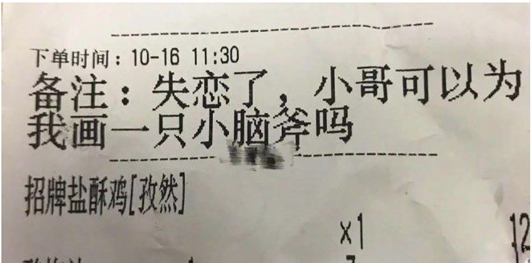 下单时间：10-16 11:30
备注：失恋了，小哥可以为
我画一只小脑斧吗
招牌盐酥鸡[孜然]
x1
12